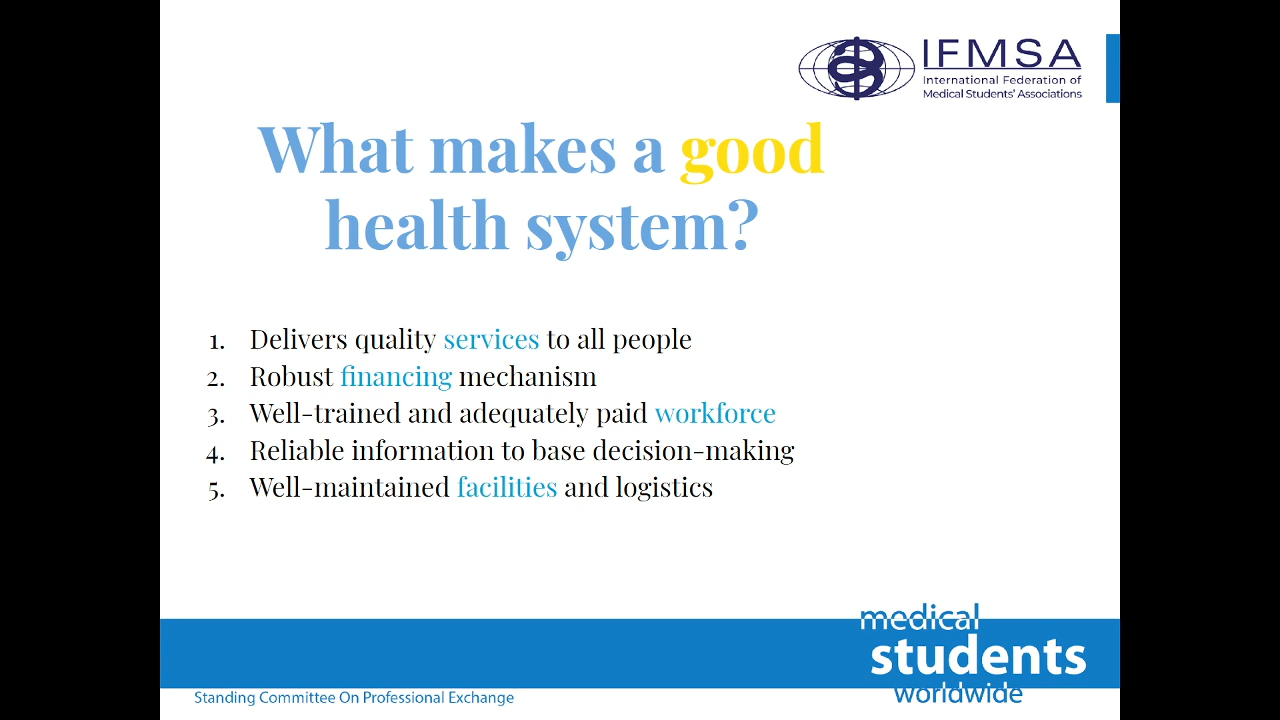 IFMSA
International Federation of
Medical Students' Associations
What makes a good
health system?
1. Delivers quality services to all people
2. Robust financing mechanism
3. Well-trained and adequately paid workforce
4. Reliable information to base decision-making
5. Well-maintained facilities and logistics
medical
students
worldwide
Standing Committee On Professional Exchange